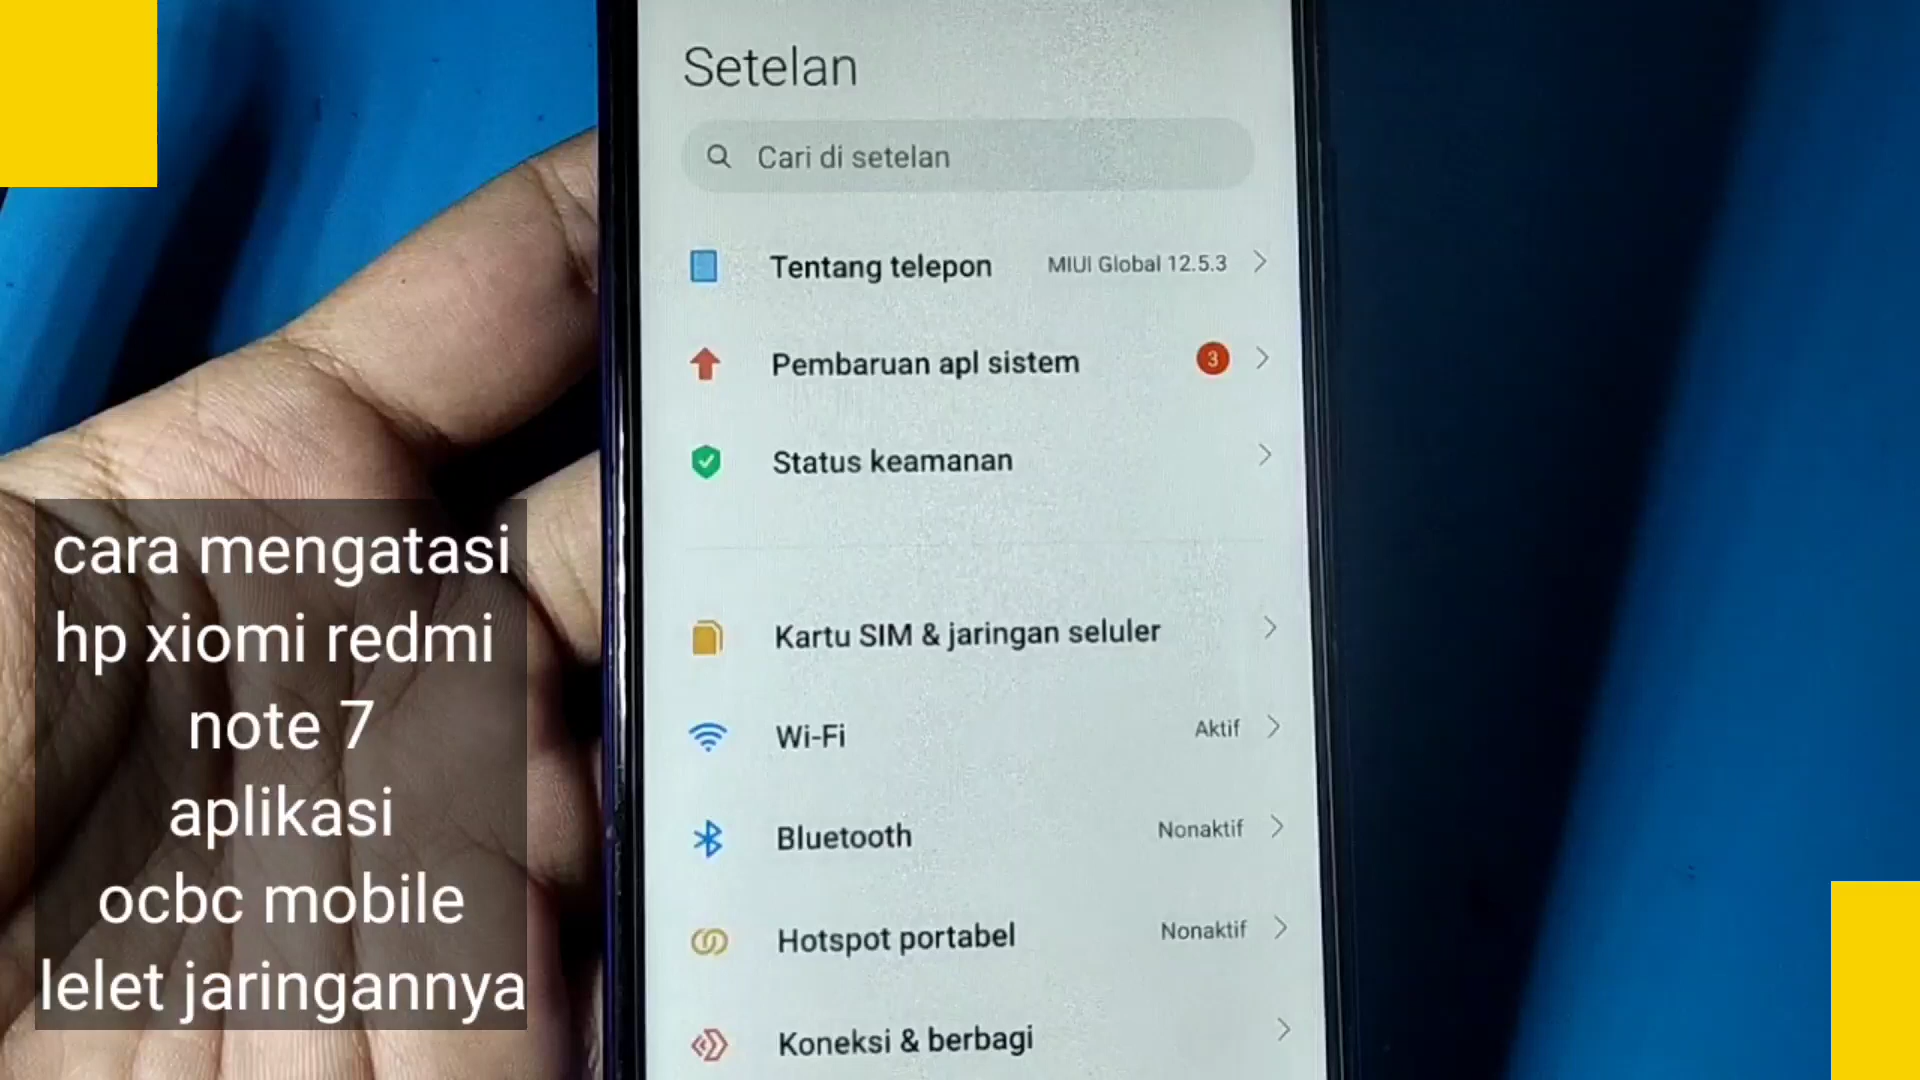 Setelan
Cari di setelan
Tentang telepon MIUI Global 12.5.3
Pembaruan apl sistem 3
Status keamanan
Kartu SIM & jaringan seluler
Wi-Fi Aktif
Bluetooth Nonaktif
Hotspot portabel Nonaktif
Koneksi & berbagi
cara mengatasi
hp xiomi redmi
note 7
aplikasi
ocbc mobile
lelet jaringannya